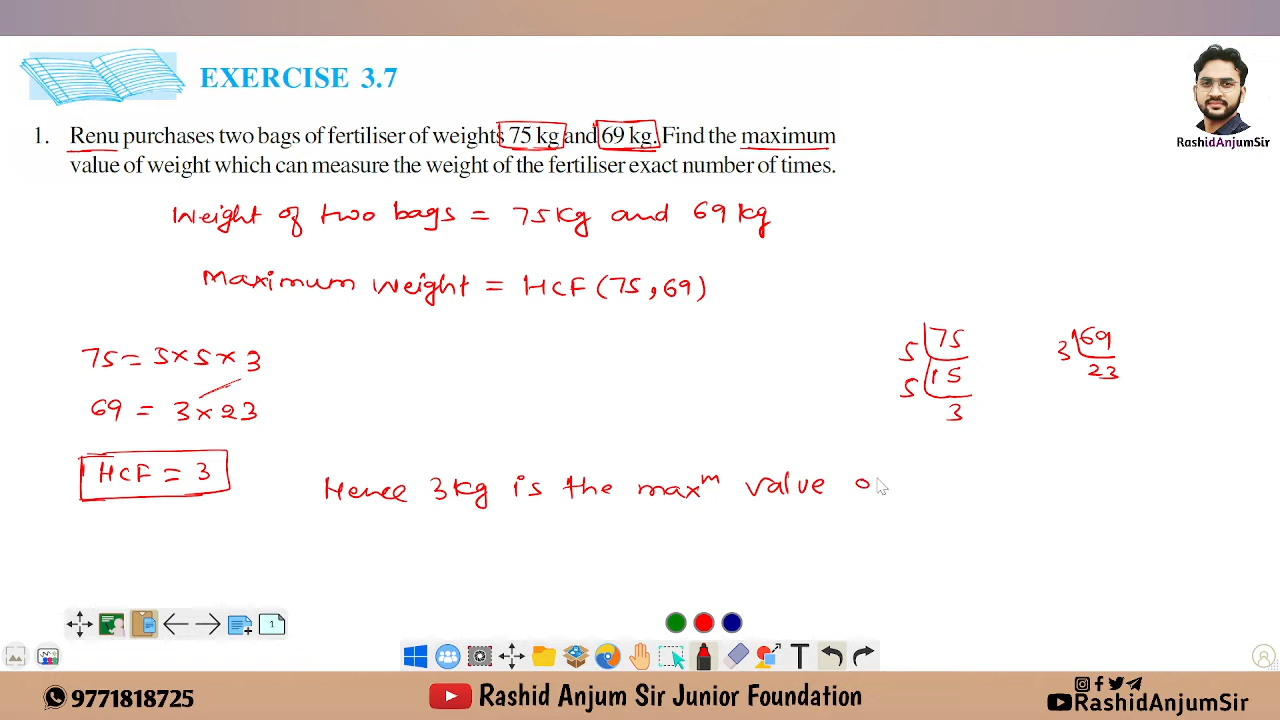 EXERCISE 3.7
RashidAnjumSir
1. Renu purchases two bags of fertiliser of weights 75 kg and 69 kg. Find the maximum
value of weight which can measure the weight of the fertiliser exact number of times.
Weight of two bags = 75 Kg and 69 kg
Maximum weight = HCF (75, 69)
75 = 5 × 5 × 3
69 = 3 × 23
5 75
5 15
3
3 69
23
HCF = 3
Hence 3 kg is the maxᵐ value o
1
T
9771818725
Rashid Anjum Sir Junior Foundation
RashidAnjumSir